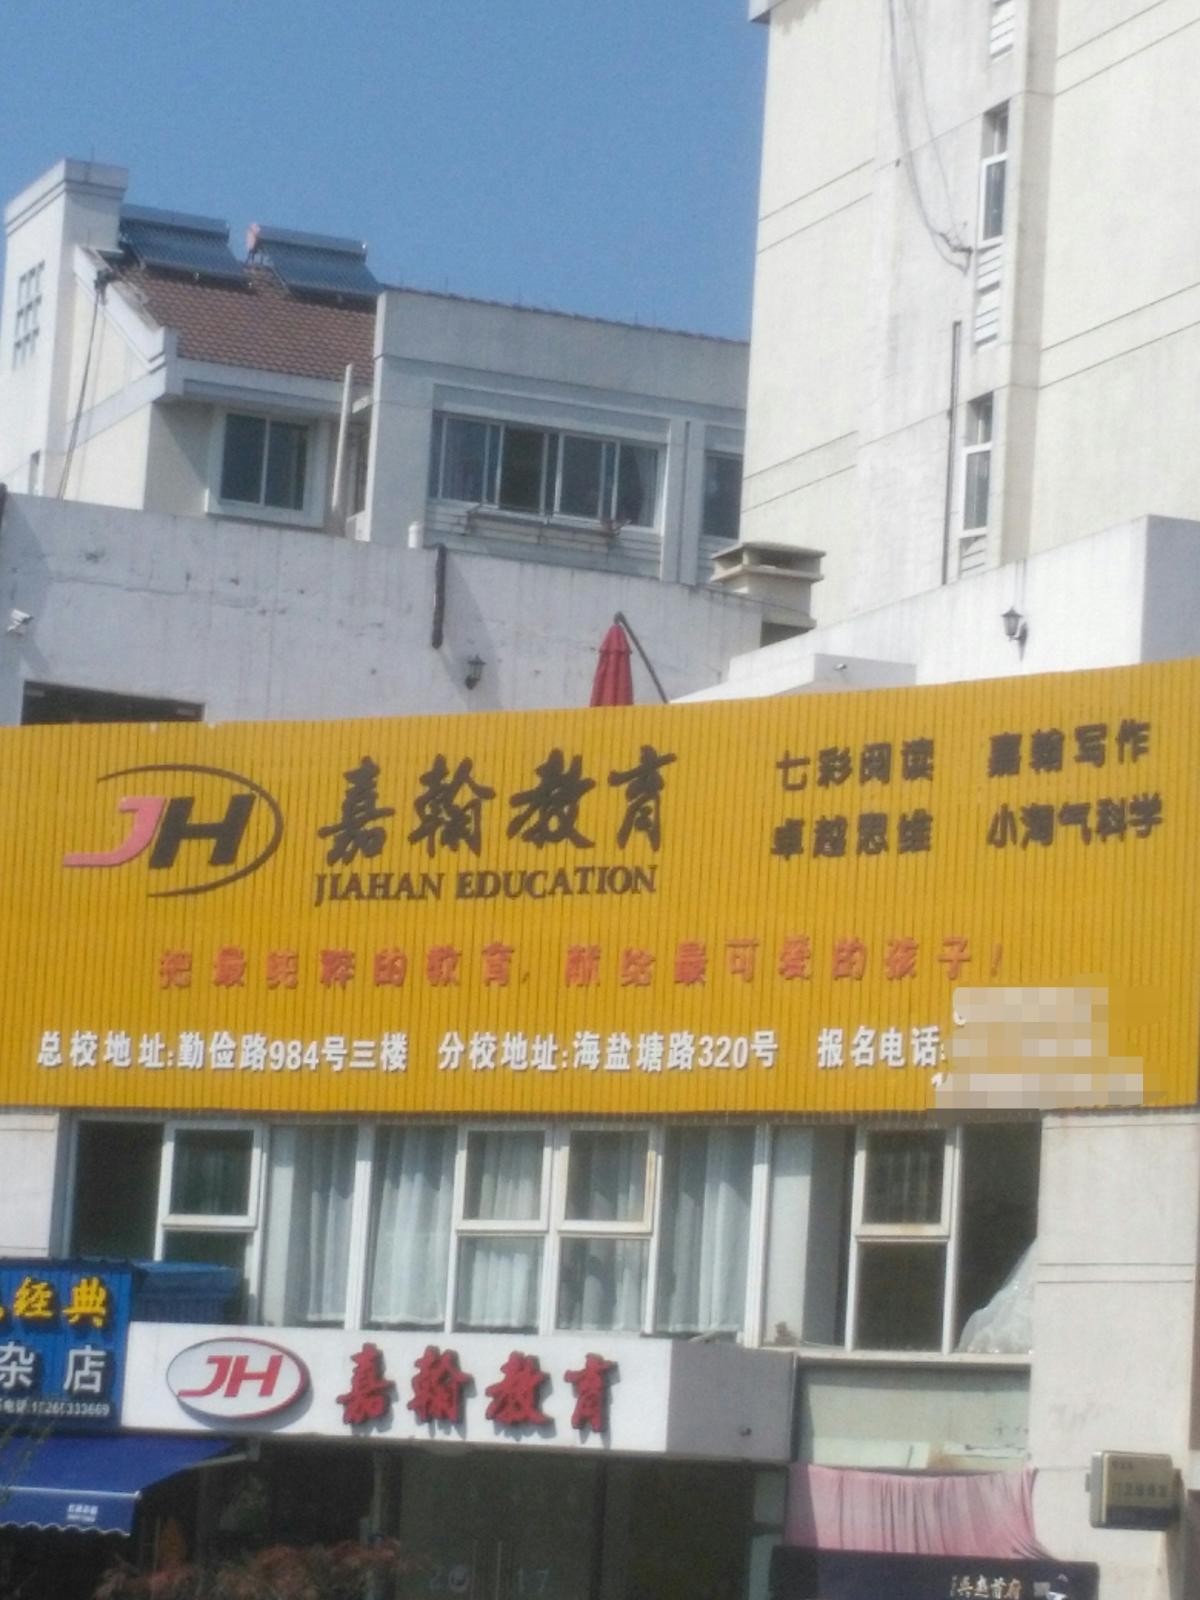 JH
嘉翰教育
JIAHAN EDUCATION
七彩阅读 嘉翰写作
卓越思维 小淘气科学
把最纯粹的教育,献给最可爱的孩子!
总校地址:勤俭路984号三楼 分校地址:海盐塘路320号 报名电话:
经典
杂店
JH 嘉翰教育
2017